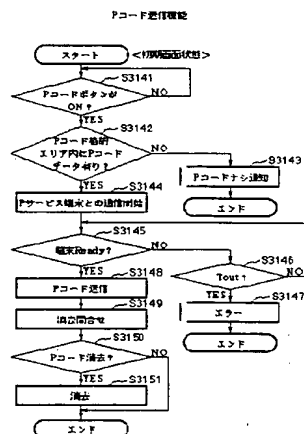 Pコード送信機能
スタート <初期画面状態>
S3141
Pコードボタンが
ON?
NO
YES
S3142
Pコード格納
エリア内にPコード
データ有り?
NO
YES
S3143
Pコードナシ通知
エンド
S3144
Pサービス端末との通信開始
S3145
端末Ready?
NO
YES
S3146
Tout?
NO
YES
S3147
エラー
エンド
S3148
Pコード送信
S3149
消去問合せ
S3150
Pコード消去?
NO
YES
S3151
消去
エンド